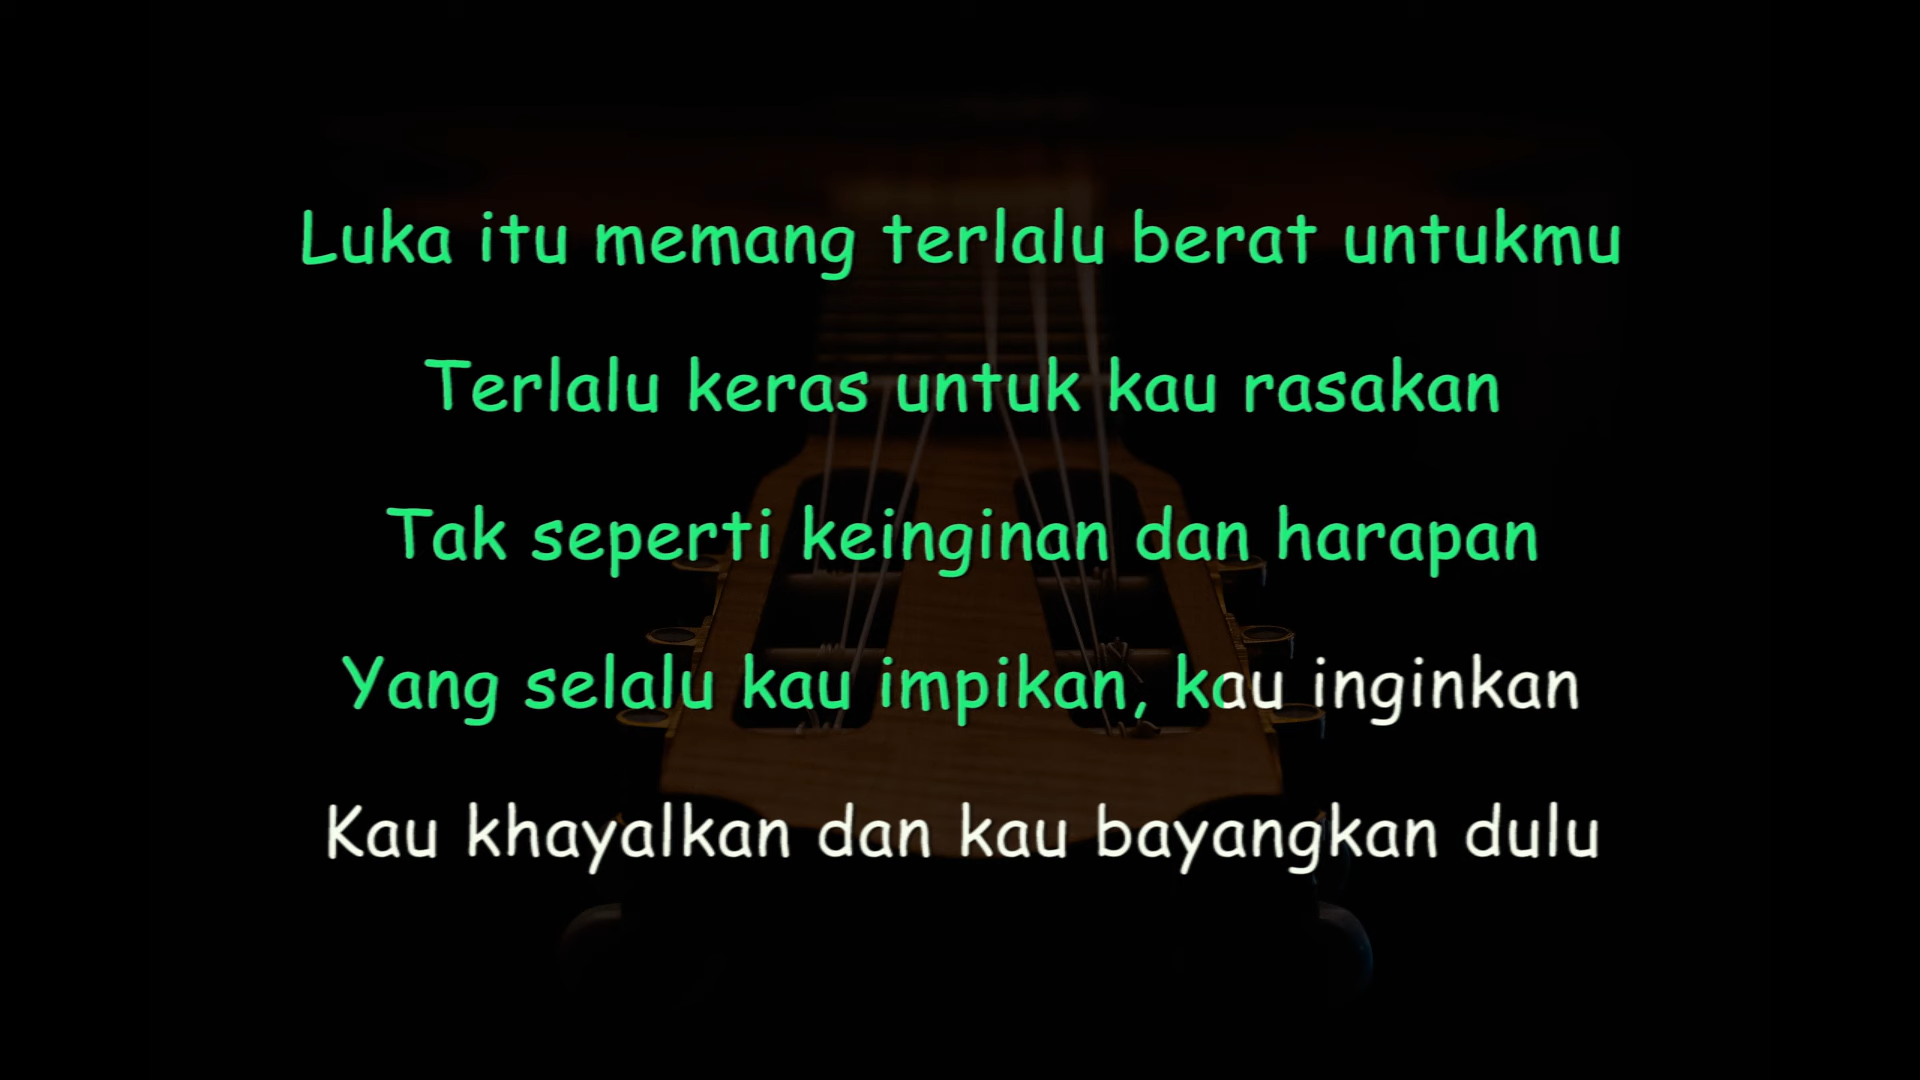 Luka itu memang terlalu berat untukmu
Terlalu keras untuk kau rasakan
Tak seperti keinginan dan harapan
Yang selalu kau impikan, kau inginkan
Kau khayalkan dan kau bayangkan dulu